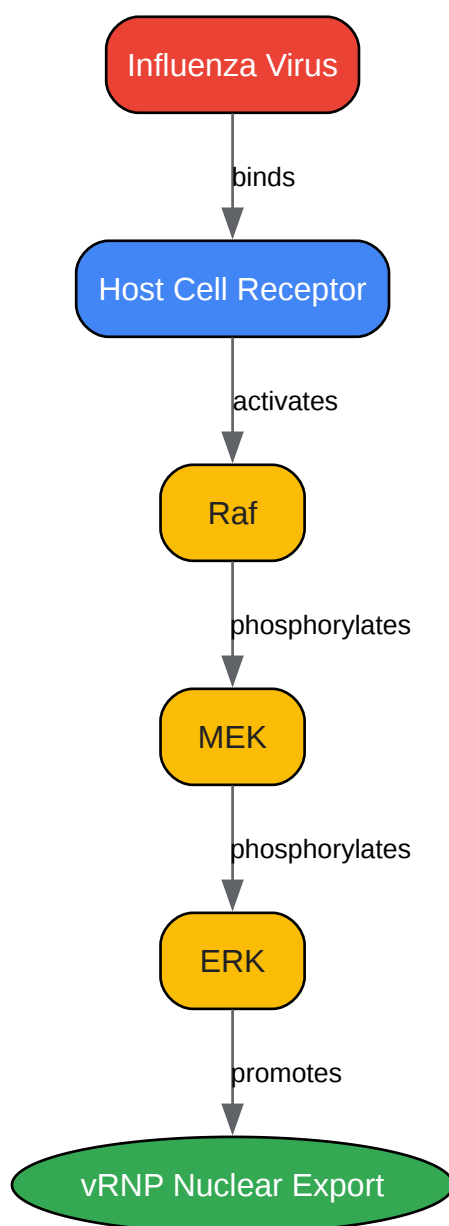 Influenza Virus
binds
Host Cell Receptor
activates
Raf
phosphorylates
MEK
phosphorylates
ERK
promotes
vRNP Nuclear Export